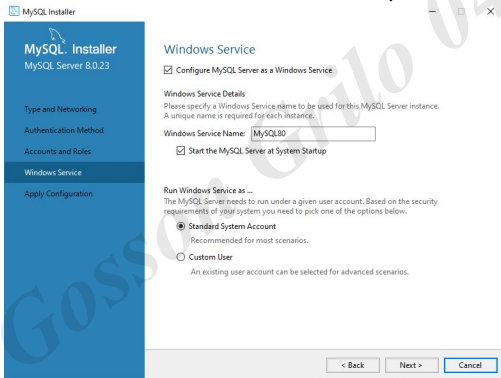 MySQL Installer
MySQL. Installer
MySQL Server 8.0.23
Type and Networking
Authentication Method
Accounts and Roles
Windows Service
Apply Configuration
Windows Service
Configure MySQL Server as a Windows Service
Windows Service Details
Please specify a Windows Service name to be used for this MySQL Server instance.
A unique name is required for each instance.
Windows Service Name: MySQL80
Start the MySQL Server at System Startup
Run Windows Service as ...
The MySQL Server needs to run under a given user account. Based on the security
requirements of your system you need to pick one of the options below.
Standard System Account
Recommended for most scenarios.
Custom User
An existing user account can be selected for advanced scenarios.
< Back Next > Cancel
Gosson Grilo 04